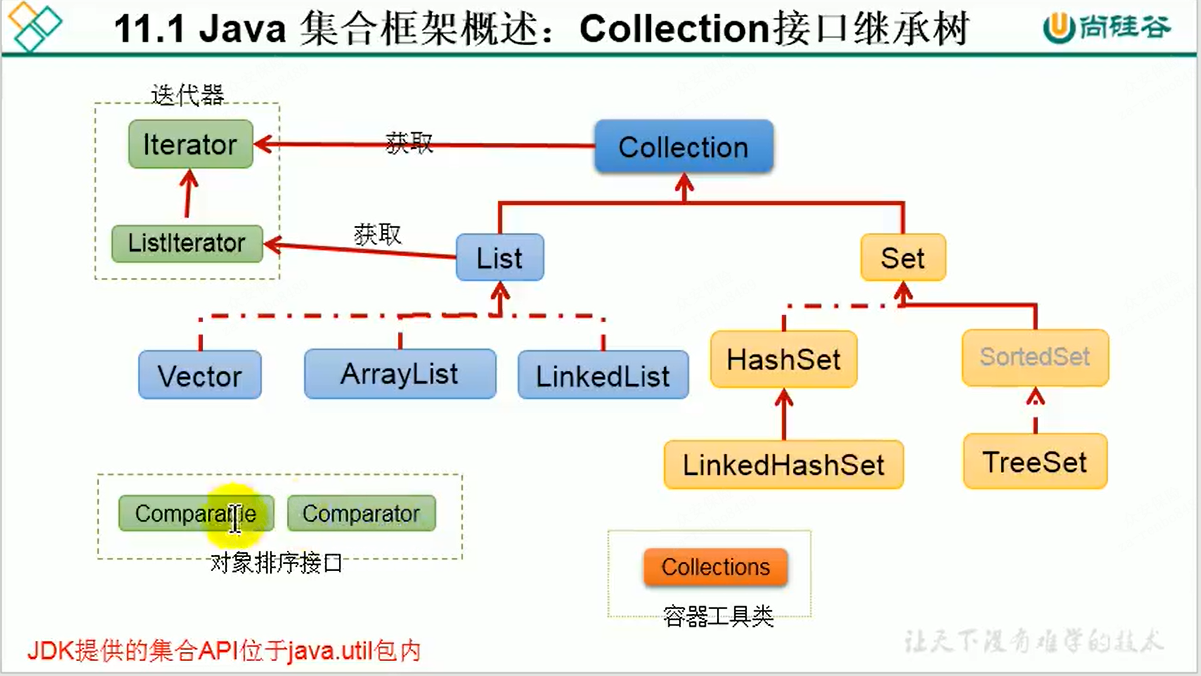 11.1 Java 集合框架概述：Collection接口继承树
尚硅谷
迭代器
Iterator
获取
Collection
ListIterator
获取
List
Set
Vector
ArrayList
LinkedList
HashSet
SortedSet
LinkedHashSet
TreeSet
Comparable
Comparator
对象排序接口
Collections
容器工具类
JDK提供的集合API位于java.util包内
让天下没有难学的技术